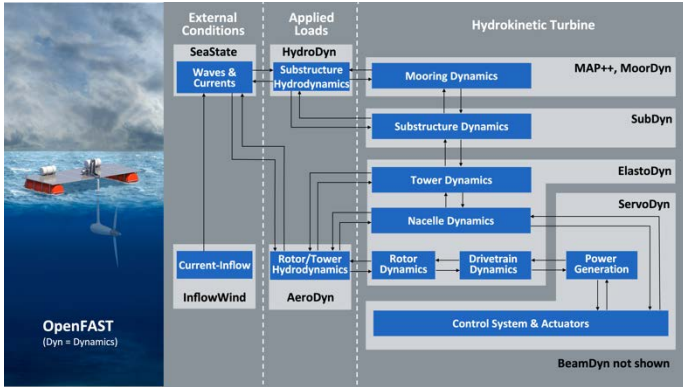 External
Conditions
Applied
Loads
Hydrokinetic Turbine
SeaState
Waves &
Currents
HydroDyn
Substructure
Hydrodynamics
Mooring Dynamics
MAP++, MoorDyn
Substructure Dynamics
SubDyn
Tower Dynamics
ElastoDyn
ServoDyn
Nacelle Dynamics
Current-Inflow
InflowWind
Rotor/Tower
Hydrodynamics
AeroDyn
Rotor
Dynamics
Drivetrain
Dynamics
Power
Generation
Control System & Actuators
BeamDyn not shown
OpenFAST
(Dyn = Dynamics)